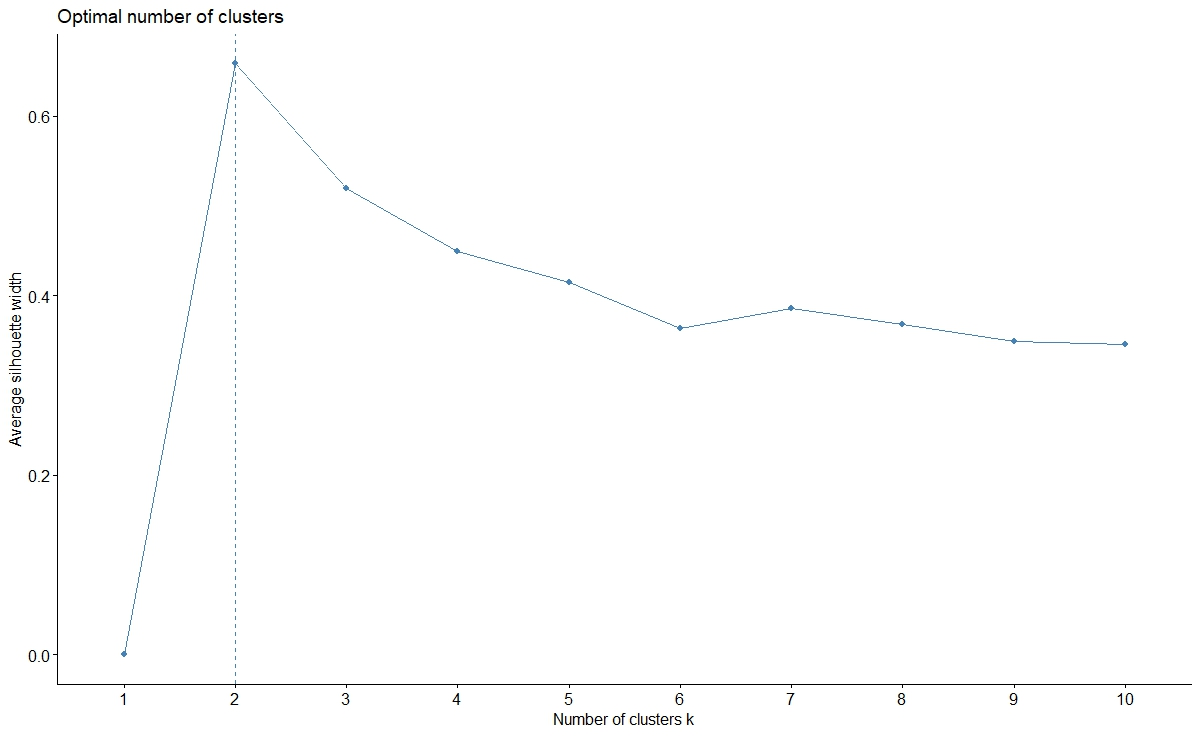 Optimal number of clusters
Average silhouette width
0.6
0.4
0.2
0.0
1 2 3 4 5 6 7 8 9 10
Number of clusters k